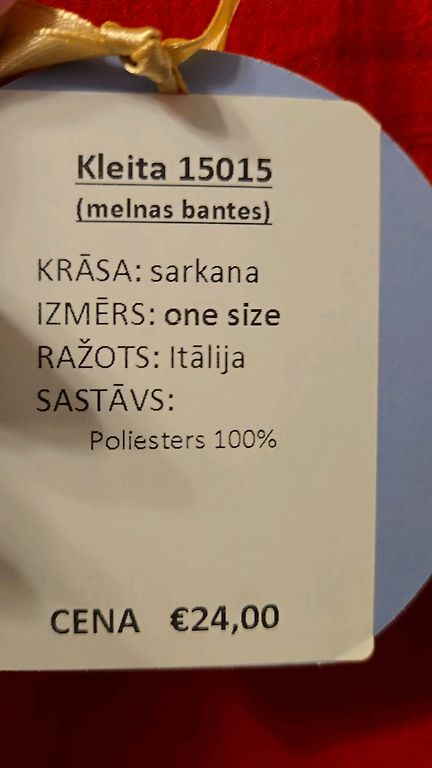 Kleita 15015
(melnas bantes)
KRĀSA: sarkana
IZMĒRS: one size
RAŽOTS: Itālija
SASTĀVS:
Poliesters 100%
CENA €24,00